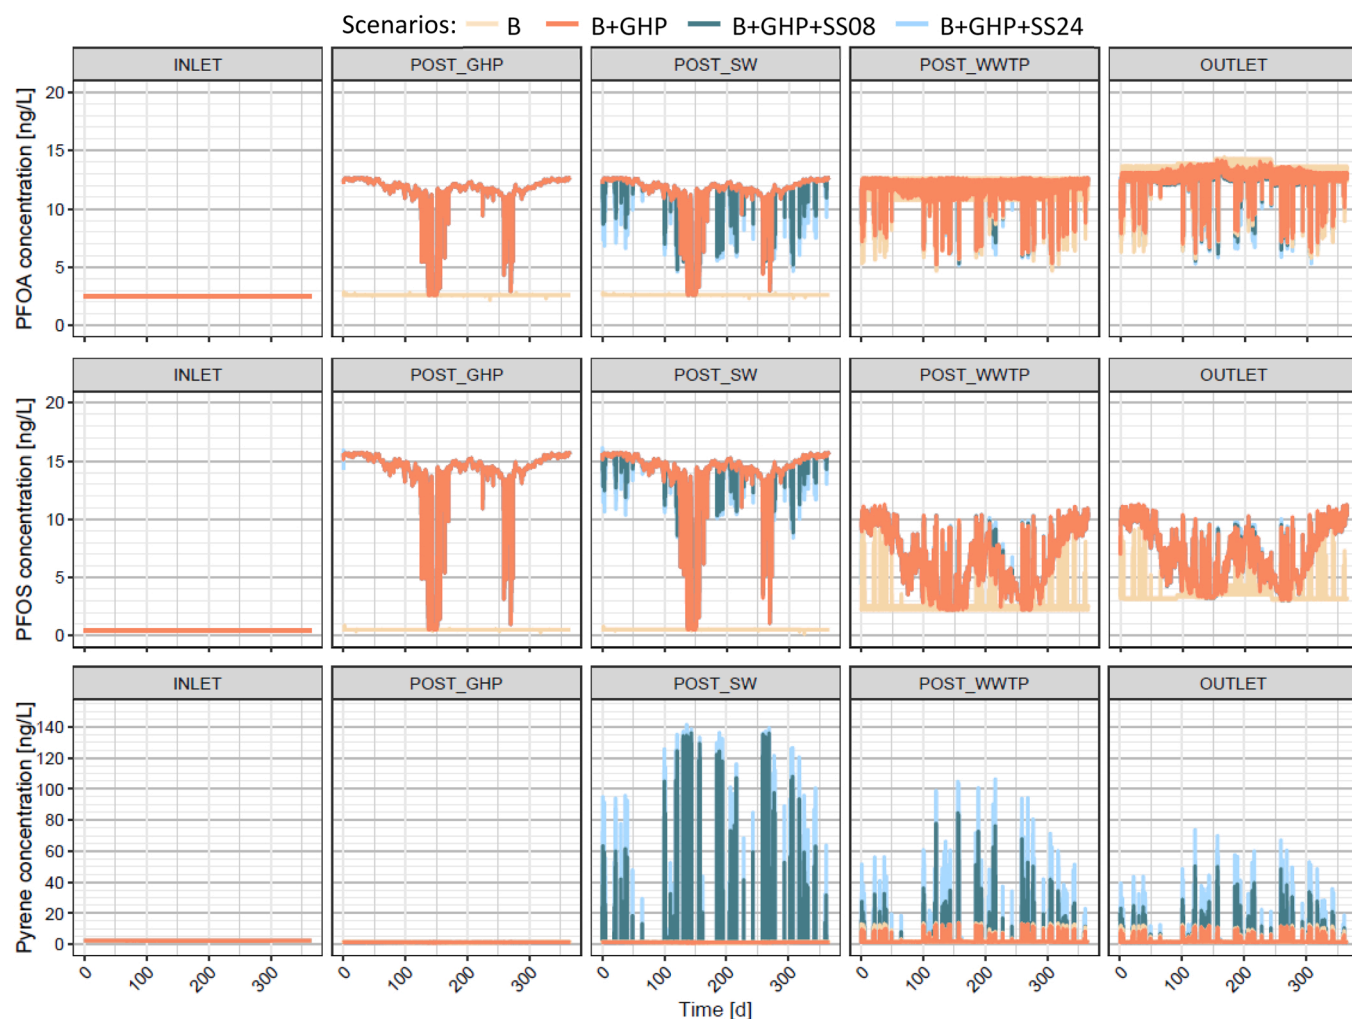 Scenarios: B B+GHP B+GHP+SS08 B+GHP+SS24
INLET POST_GHP POST_SW POST_WWTP OUTLET
PFOA concentration [ng/L]
20
15
10
5
0
INLET POST_GHP POST_SW POST_WWTP OUTLET
PFOS concentration [ng/L]
20
15
10
5
0
INLET POST_GHP POST_SW POST_WWTP OUTLET
Pyrene concentration [ng/L]
140
120
100
80
60
40
20
0
0 100 200 300 0 100 200 300 0 100 200 300 0 100 200 300 0 100 200 300
Time [d]